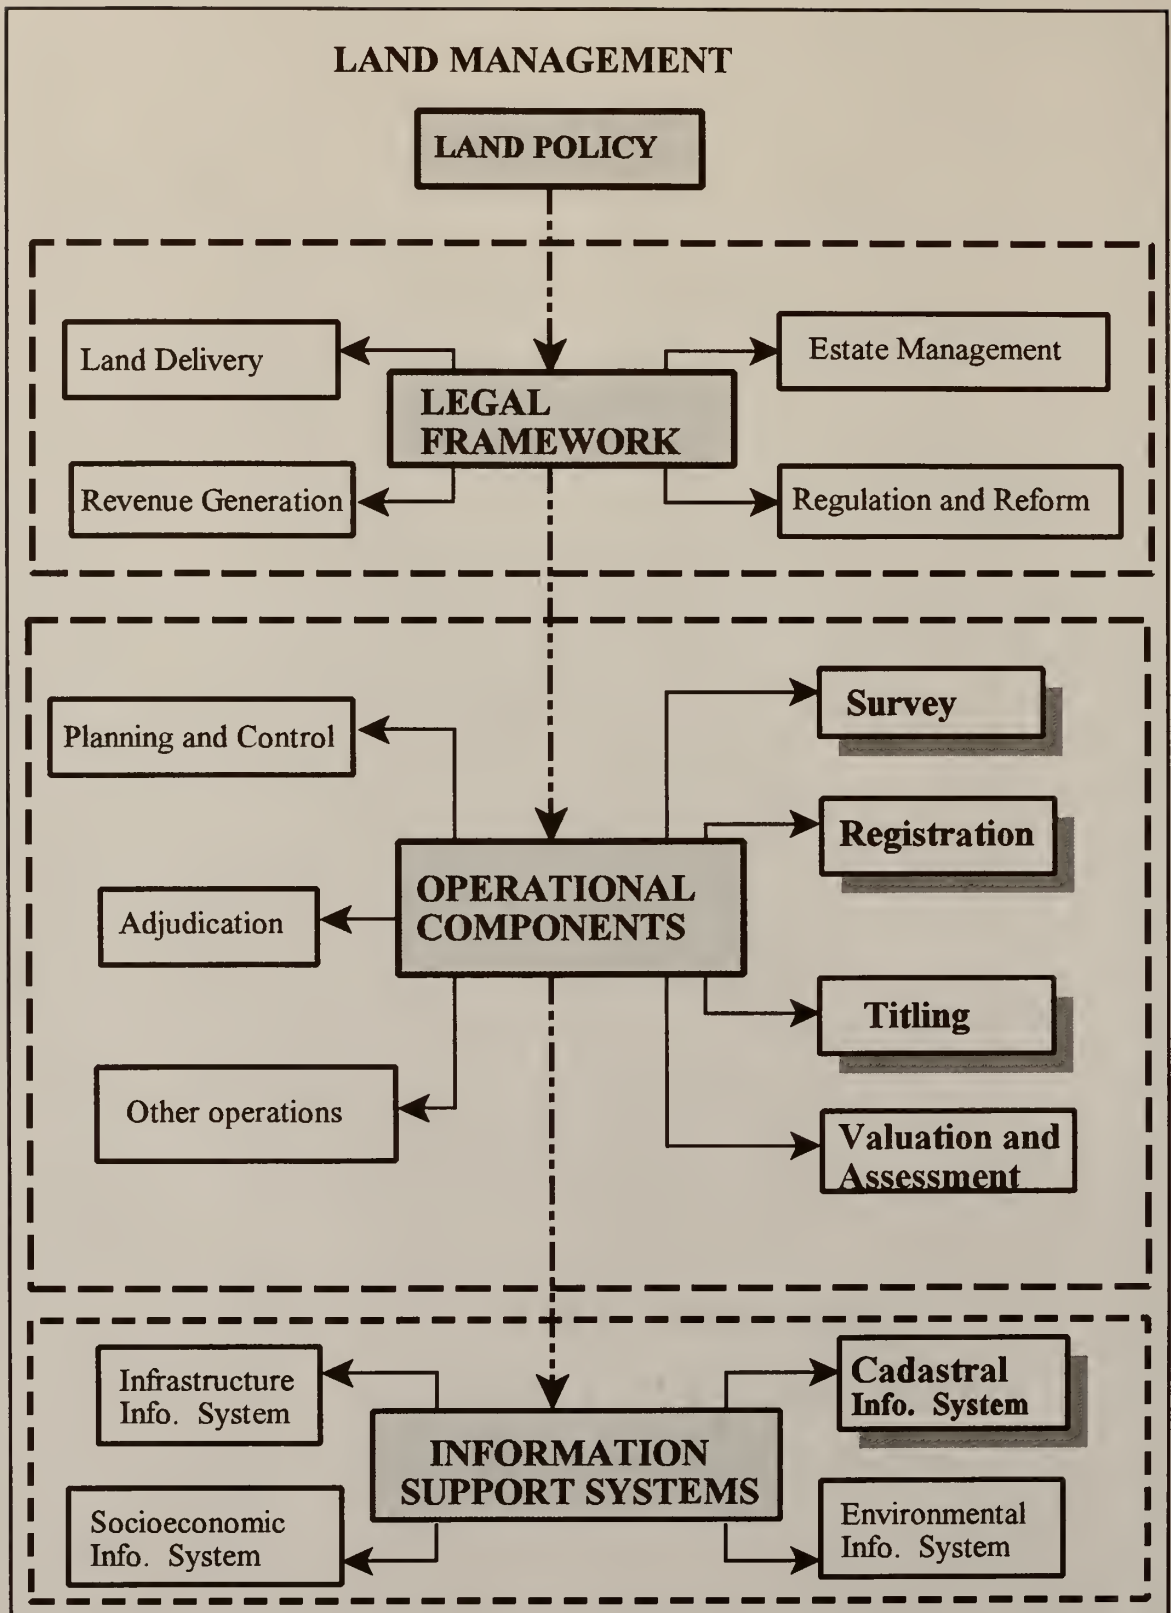 LAND MANAGEMENT
LAND POLICY
Land Delivery
Estate Management
LEGAL
FRAMEWORK
Revenue Generation
Regulation and Reform
Planning and Control
Survey
Registration
OPERATIONAL
COMPONENTS
Adjudication
Titling
Other operations
Valuation and
Assessment
Infrastructure
Info. System
Cadastral
Info. System
INFORMATION
SUPPORT SYSTEMS
Socioeconomic
Info. System
Environmental
Info. System